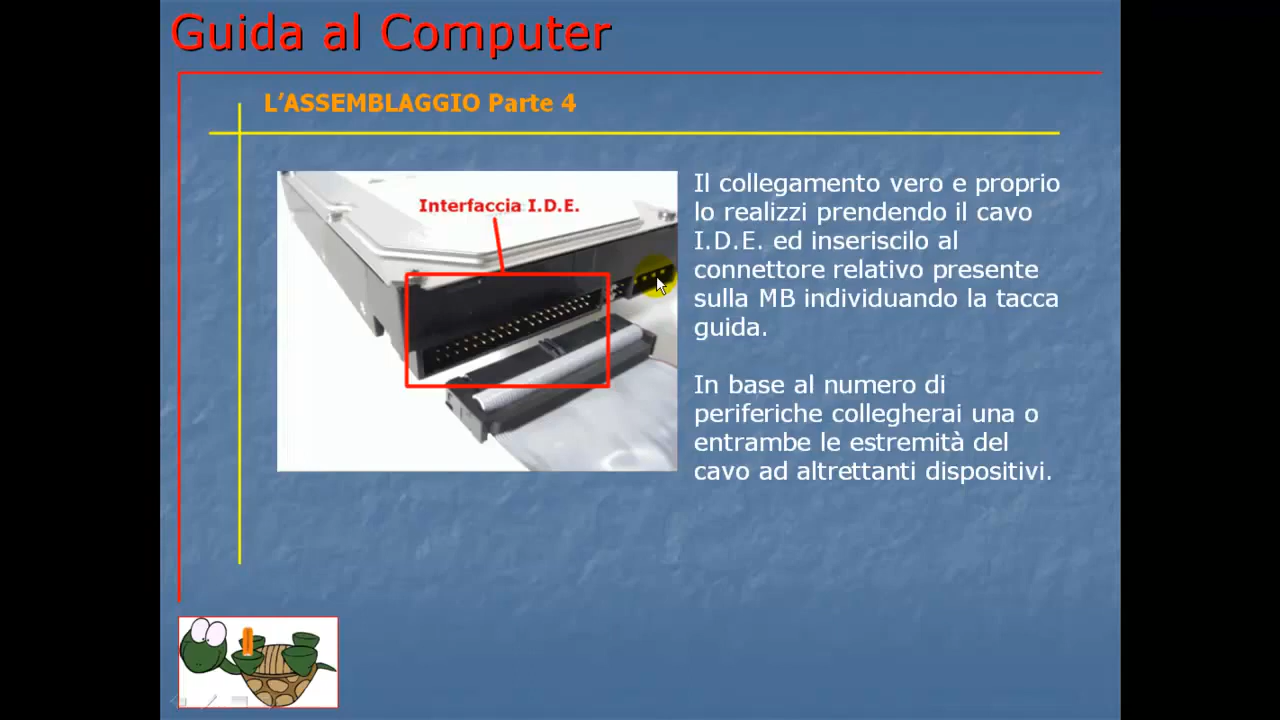 Guida al Computer
L'ASSEMBLAGGIO Parte 4
Interfaccia I.D.E.
Il collegamento vero e proprio
lo realizzi prendendo il cavo
I.D.E. ed inseriscilo al
connettore relativo presente
sulla MB individuando la tacca
guida.
In base al numero di
periferiche collegherai una o
entrambe le estremità del
cavo ad altrettanti dispositivi.